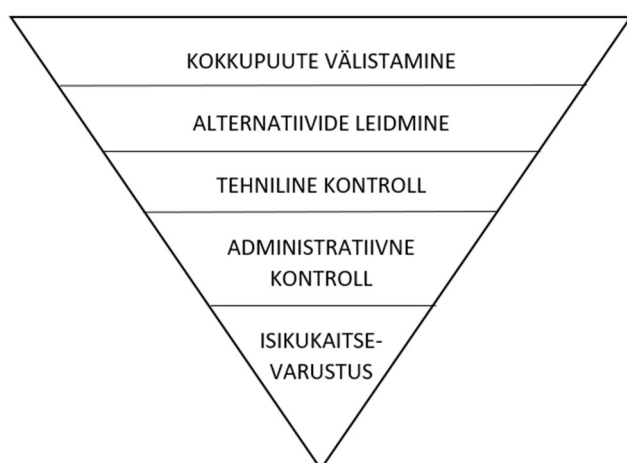 KOKKUPUUTE VÄLISTAMINE
ALTERNATIIVIDE LEIDMINE
TEHNILINE KONTROLL
ADMINISTRATIIVNE
KONTROLL
ISIKUKAITSE-
VARUSTUS